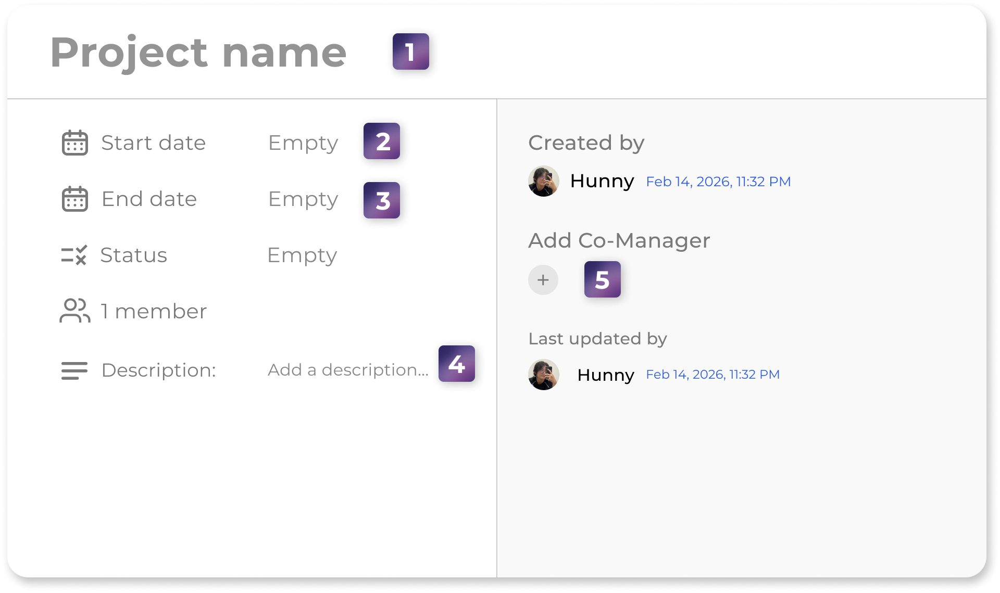 Project name 1
Start date Empty 2
End date Empty 3
Status Empty
1 member
Description: Add a description... 4
Created by
Hunny Feb 14, 2026, 11:32 PM
Add Co-Manager
+ 5
Last updated by
Hunny Feb 14, 2026, 11:32 PM